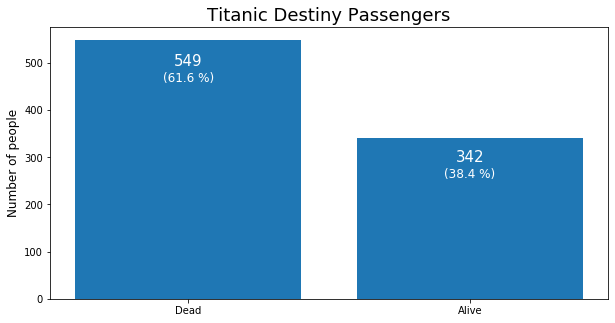 Titanic Destiny Passengers
Number of people
500
400
300
200
100
0
549
(61.6 %)
342
(38.4 %)
Dead
Alive